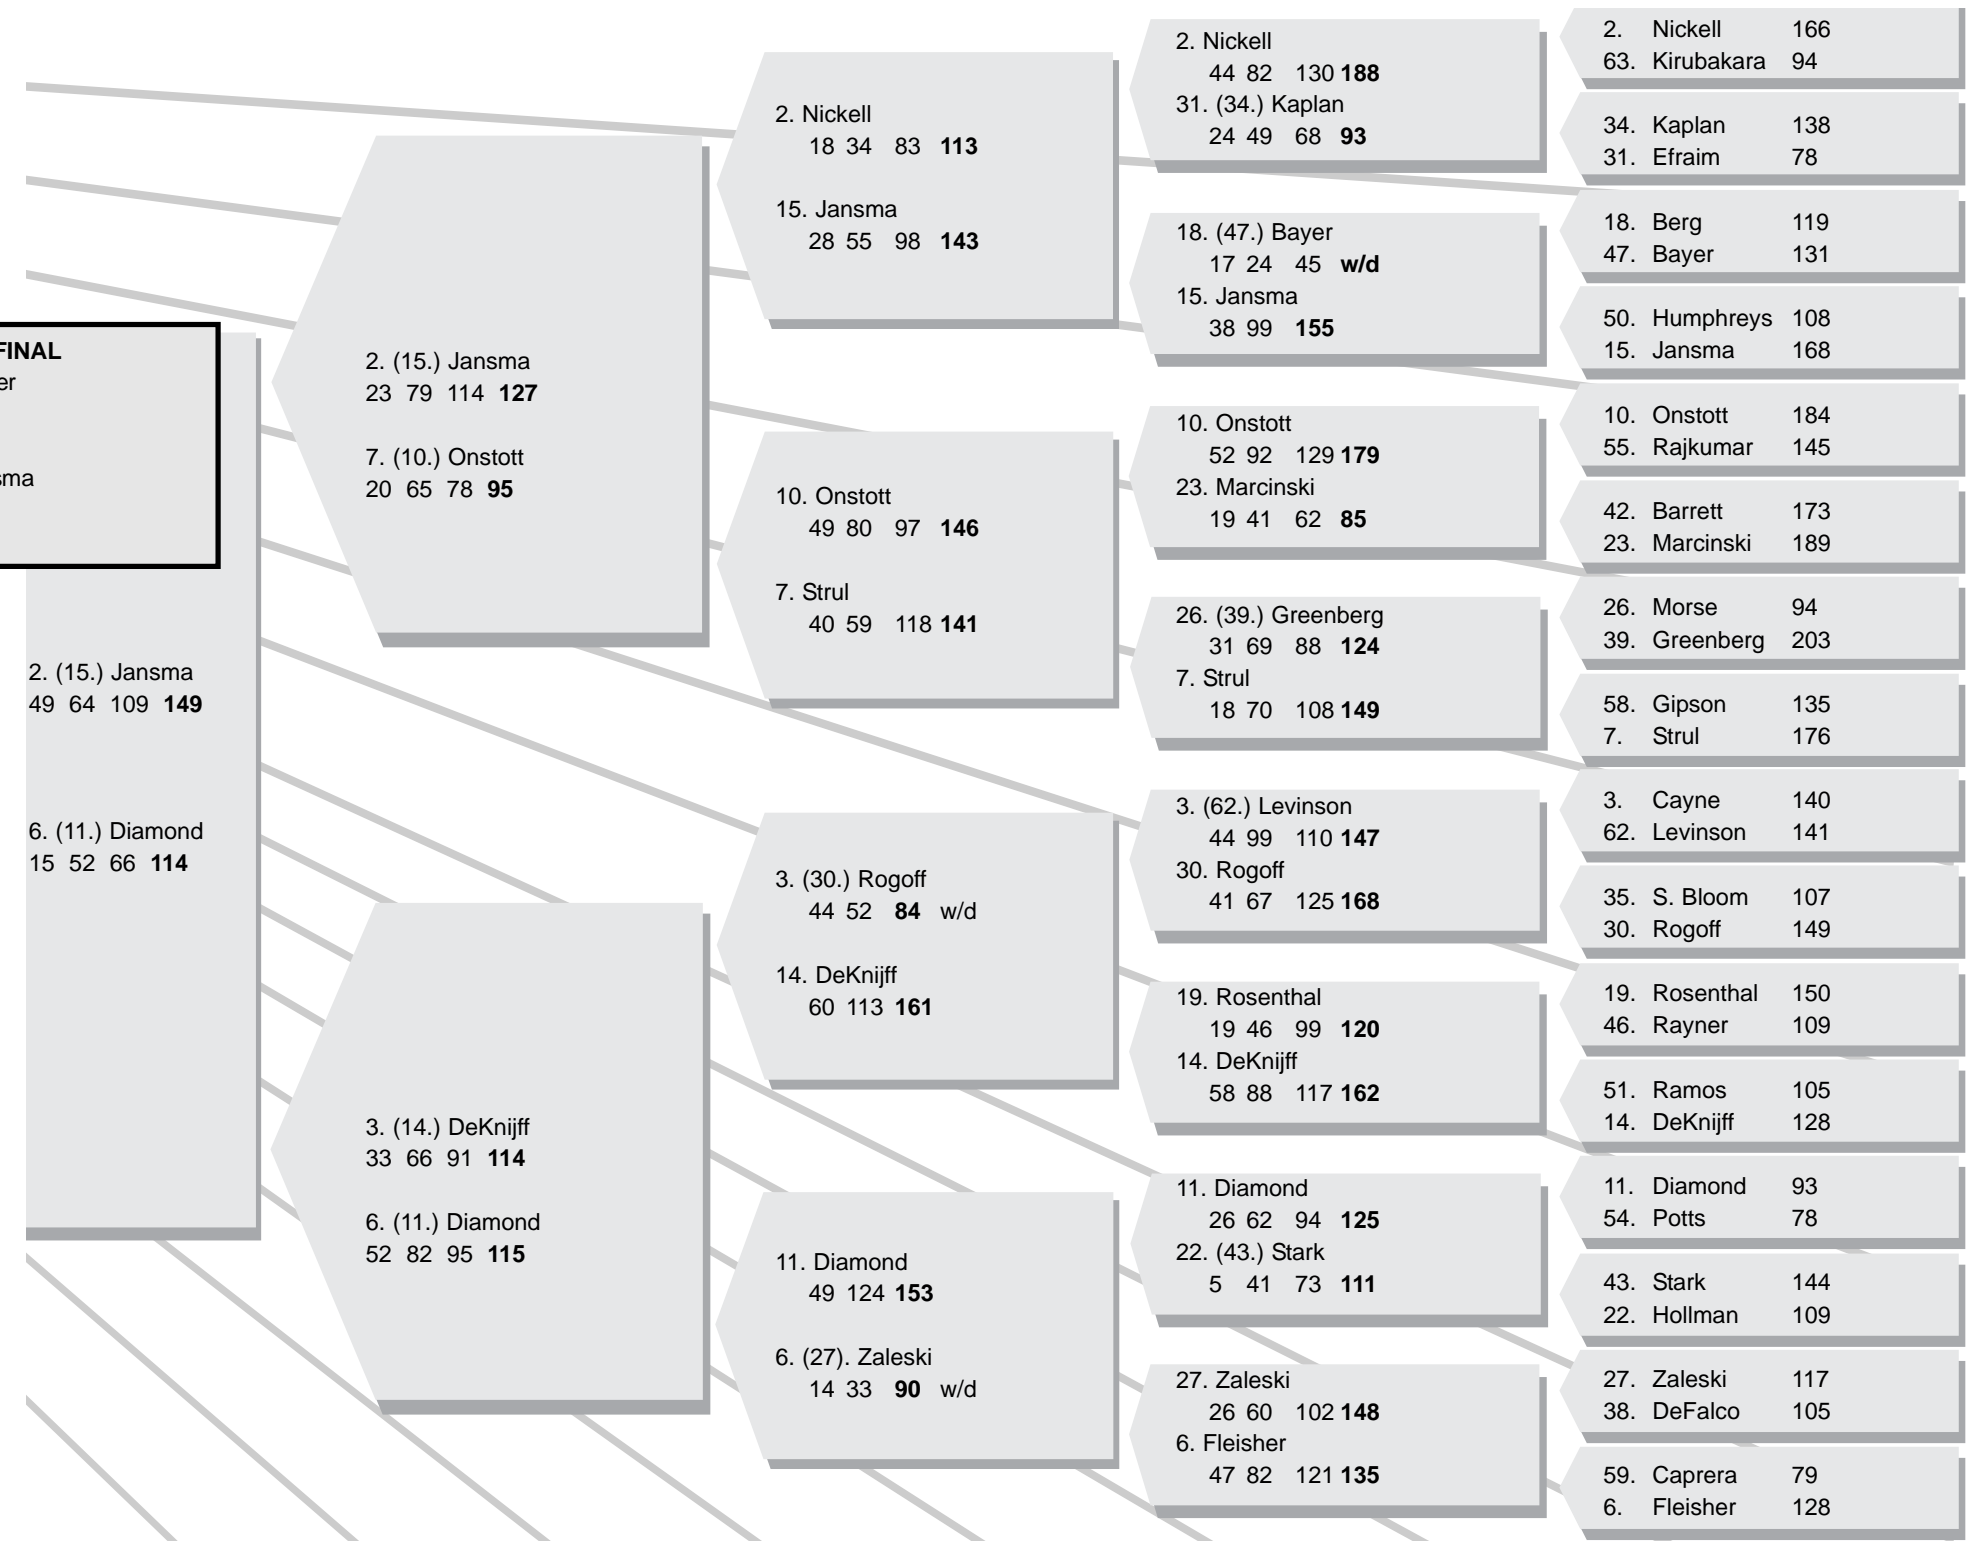 FINAL
er
sma
2. (15.) Jansma
49 64 109 149
6. (11.) Diamond
15 52 66 114
2. (15.) Jansma
23 79 114 127
7. (10.) Onstott
20 65 78 95
3. (14.) DeKnijff
33 66 91 114
6. (11.) Diamond
52 82 95 115
2. Nickell
18 34 83 113
15. Jansma
28 55 98 143
10. Onstott
49 80 97 146
7. Strul
40 59 118 141
3. (30.) Rogoff
44 52 84 w/d
14. DeKnijff
60 113 161
11. Diamond
49 124 153
6. (27). Zaleski
14 33 90 w/d
2. Nickell
44 82 130 188
31. (34.) Kaplan
24 49 68 93
18. (47.) Bayer
17 24 45 w/d
15. Jansma
38 99 155
10. Onstott
52 92 129 179
23. Marcinski
19 41 62 85
26. (39.) Greenberg
31 69 88 124
7. Strul
18 70 108 149
3. (62.) Levinson
44 99 110 147
30. Rogoff
41 67 125 168
19. Rosenthal
19 46 99 120
14. DeKnijff
58 88 117 162
11. Diamond
26 62 94 125
22. (43.) Stark
5 41 73 111
27. Zaleski
26 60 102 148
6. Fleisher
47 82 121 135
2. Nickell 166
63. Kirubakara 94
34. Kaplan 138
31. Efraim 78
18. Berg 119
47. Bayer 131
50. Humphreys 108
15. Jansma 168
10. Onstott 184
55. Rajkumar 145
42. Barrett 173
23. Marcinski 189
26. Morse 94
39. Greenberg 203
58. Gipson 135
7. Strul 176
3. Cayne 140
62. Levinson 141
35. S. Bloom 107
30. Rogoff 149
19. Rosenthal 150
46. Rayner 109
51. Ramos 105
14. DeKnijff 128
11. Diamond 93
54. Potts 78
43. Stark 144
22. Hollman 109
27. Zaleski 117
38. DeFalco 105
59. Caprera 79
6. Fleisher 128